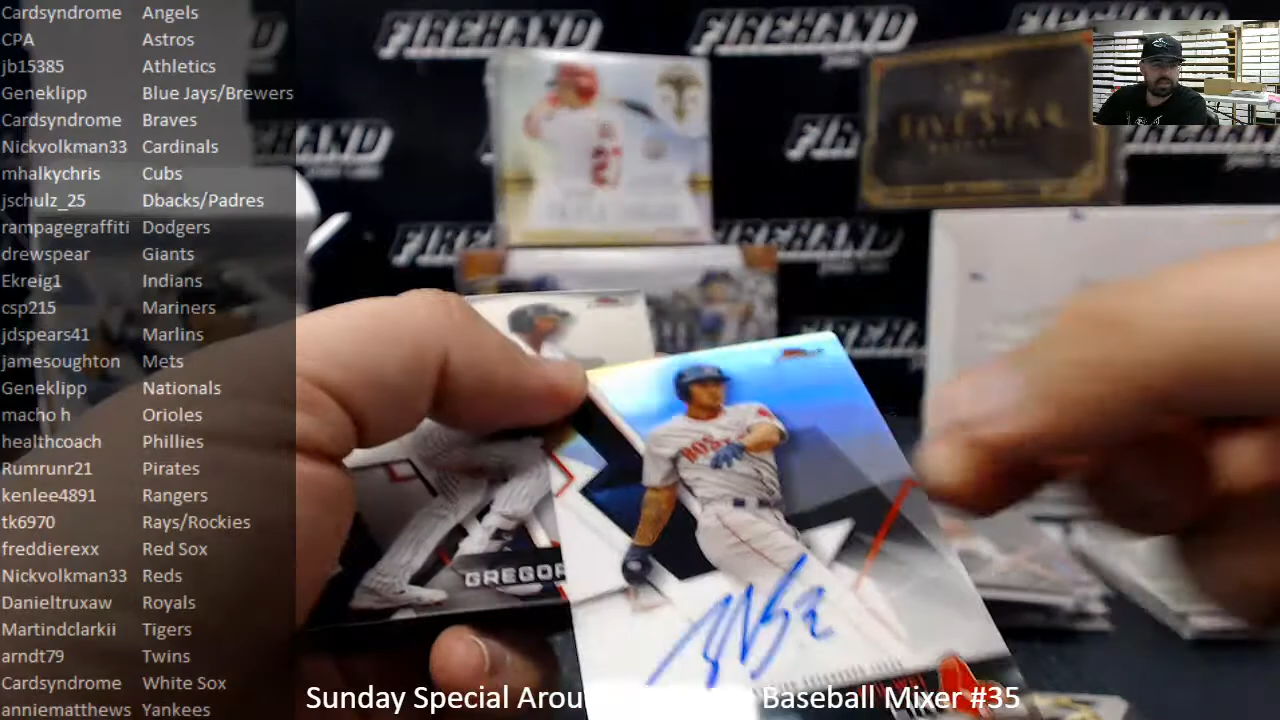 Cardsyndrome Angels
CPA Astros
jb15385 Athletics
Geneklipp Blue Jays/Brewers
Cardsyndrome Braves
Nickvolkman33 Cardinals
mhalkychris Cubs
jschulz_25 Dbacks/Padres
rampagegraffiti Dodgers
drewspear Giants
Ekreig1 Indians
csp215 Mariners
jdspears41 Marlins
jamesoughton Mets
Geneklipp Nationals
macho h Orioles
healthcoach Phillies
Rumrunr21 Pirates
kenlee4891 Rangers
tk6970 Rays/Rockies
freddierexx Red Sox
Nickvolkman33 Reds
Danieltruxaw Royals
Martindclarkii Tigers
arndt79 Twins
Cardsyndrome White Sox
anniematthews Yankees
FIREHAND
FIREHAND
FIREHAND
27
FIVE STAR
FIREHAND
FIREHAND
BOS
GREGOR
Sunday Special Arou Baseball Mixer #35